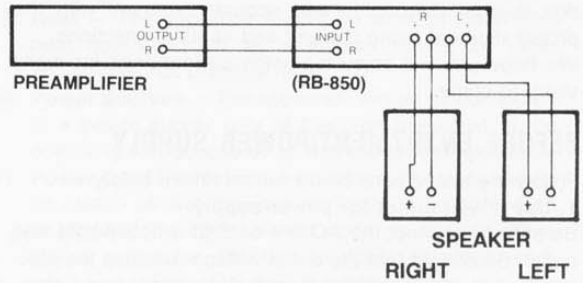 L
OUTPUT
R
L
INPUT
R
R L
PREAMPLIFIER
(RB-850)
+ − + −
SPEAKER
RIGHT LEFT